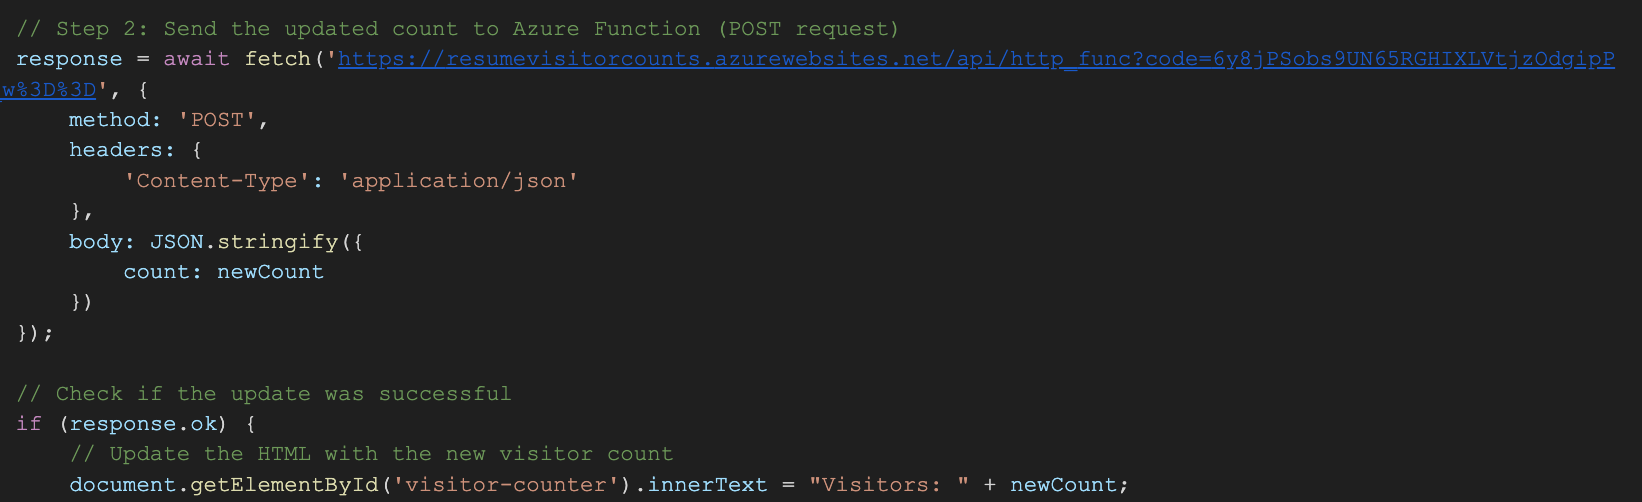 // Step 2: Send the updated count to Azure Function (POST request)
response = await fetch('https://resumevisitorcounts.azurewebsites.net/api/http_func?code=6y8jPSobs9UN65RGHIXLVtjzOdgipP
w%3D%3D', {
method: 'POST',
headers: {
'Content-Type': 'application/json'
},
body: JSON.stringify({
count: newCount
})
});
// Check if the update was successful
if (response.ok) {
// Update the HTML with the new visitor count
document.getElementById('visitor-counter').innerText = "Visitors: " + newCount;